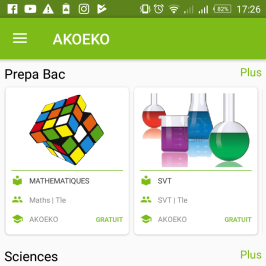 82% 17:26
AKOEKO
Prepa Bac Plus
MATHEMATIQUES
Maths | Tle
AKOEKO GRATUIT
SVT
SVT | Tle
AKOEKO GRATUIT
Sciences Plus